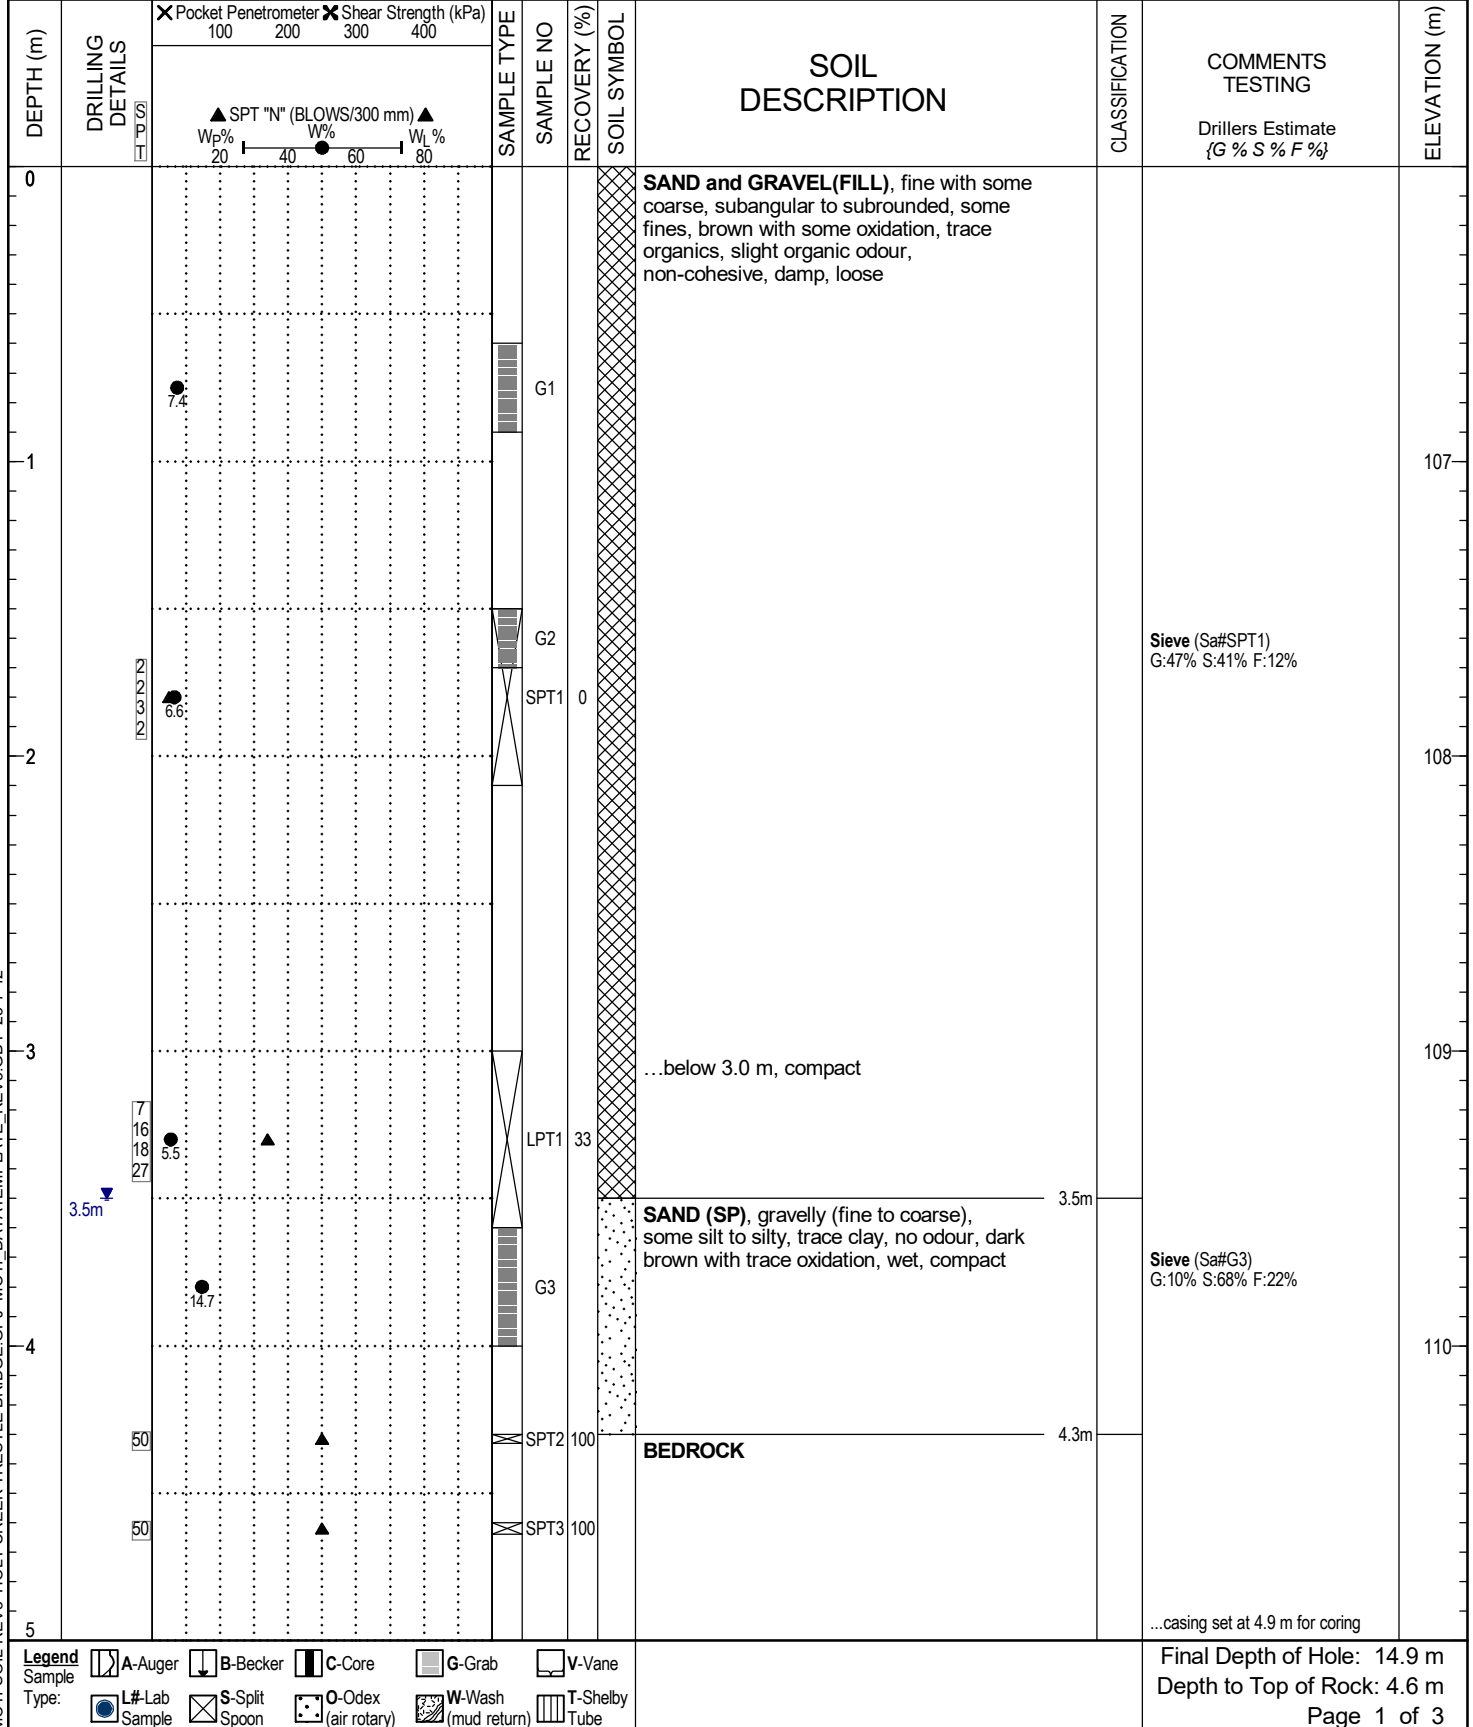 DEPTH (m)
DRILLING
DETAILS
S
P
T
Pocket Penetrometer Shear Strength (kPa)
100 200 300 400
▲ SPT "N" (BLOWS/300 mm) ▲
WP% W% WL%
20 40 60 80
SAMPLE TYPE
SAMPLE NO
RECOVERY (%)
SOIL SYMBOL
SOIL
DESCRIPTION
CLASSIFICATION
COMMENTS
TESTING
Drillers Estimate
{G % S % F %}
ELEVATION (m)
0
SAND and GRAVEL(FILL), fine with some
coarse, subangular to subrounded, some
fines, brown with some oxidation, trace
organics, slight organic odour,
non-cohesive, damp, loose
7.4
G1
1
107
G2
Sieve (Sa#SPT1)
G:47% S:41% F:12%
2
2
3
2
6.6
SPT1 0
2
108
3
109
…below 3.0 m, compact
7
16
18
27
5.5
LPT1 33
3.5m
3.5m
SAND (SP), gravelly (fine to coarse),
some silt to silty, trace clay, no odour, dark
brown with trace oxidation, wet, compact
14.7
G3
Sieve (Sa#G3)
G:10% S:68% F:22%
4
110
50
SPT2 100
4.3m
BEDROCK
50
SPT3 100
...casing set at 4.9 m for coring
5
Legend
Sample
Type:
A-Auger
B-Becker
C-Core
G-Grab
V-Vane
L#-Lab
Sample
S-Split
Spoon
O-Odex
(air rotary)
W-Wash
(mud return)
T-Shelby
Tube
Final Depth of Hole: 14.9 m
Depth to Top of Rock: 4.6 m
Page 1 of 3